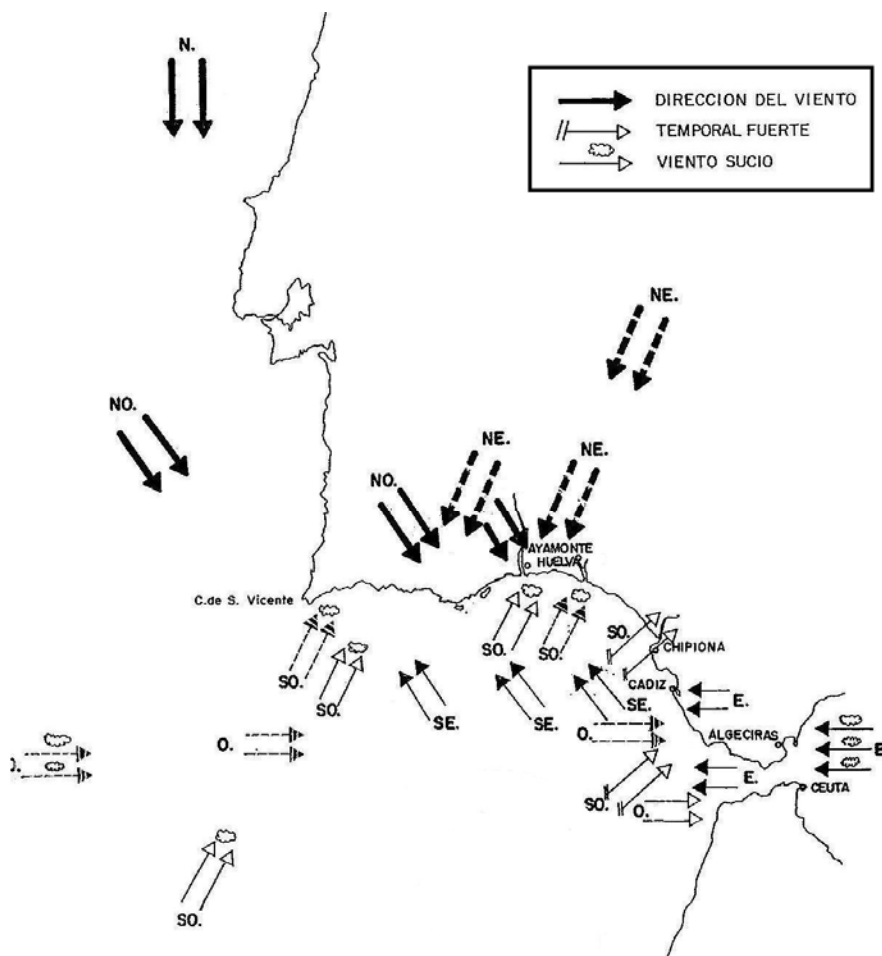 N.
DIRECCION DEL VIENTO
TEMPORAL FUERTE
VIENTO SUCIO
NE.
NO.
NE.
NE.
NO.
AYAMONTE
HUELVA
C.de S. Vicente
SO.
CHIPIONA
SO.
SO.
SO.
SO.
CADIZ
SE.
SE.
SE.
E.
O.
O.
ALGECIRAS
O.
E
E.
CEUTA
SO.
O.
SO.